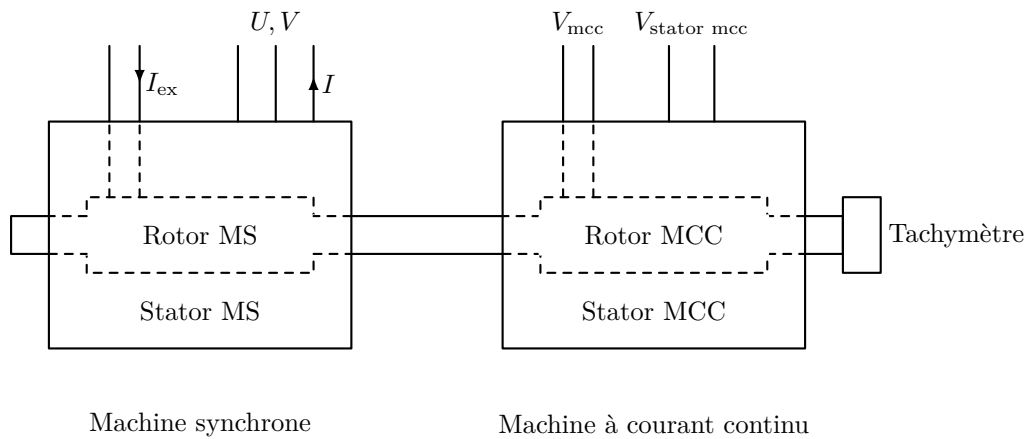 U, V
V_mcc
V_stator mcc
I_ex
I
Rotor MS
Rotor MCC
Tachymètre
Stator MS
Stator MCC
Machine synchrone
Machine à courant continu